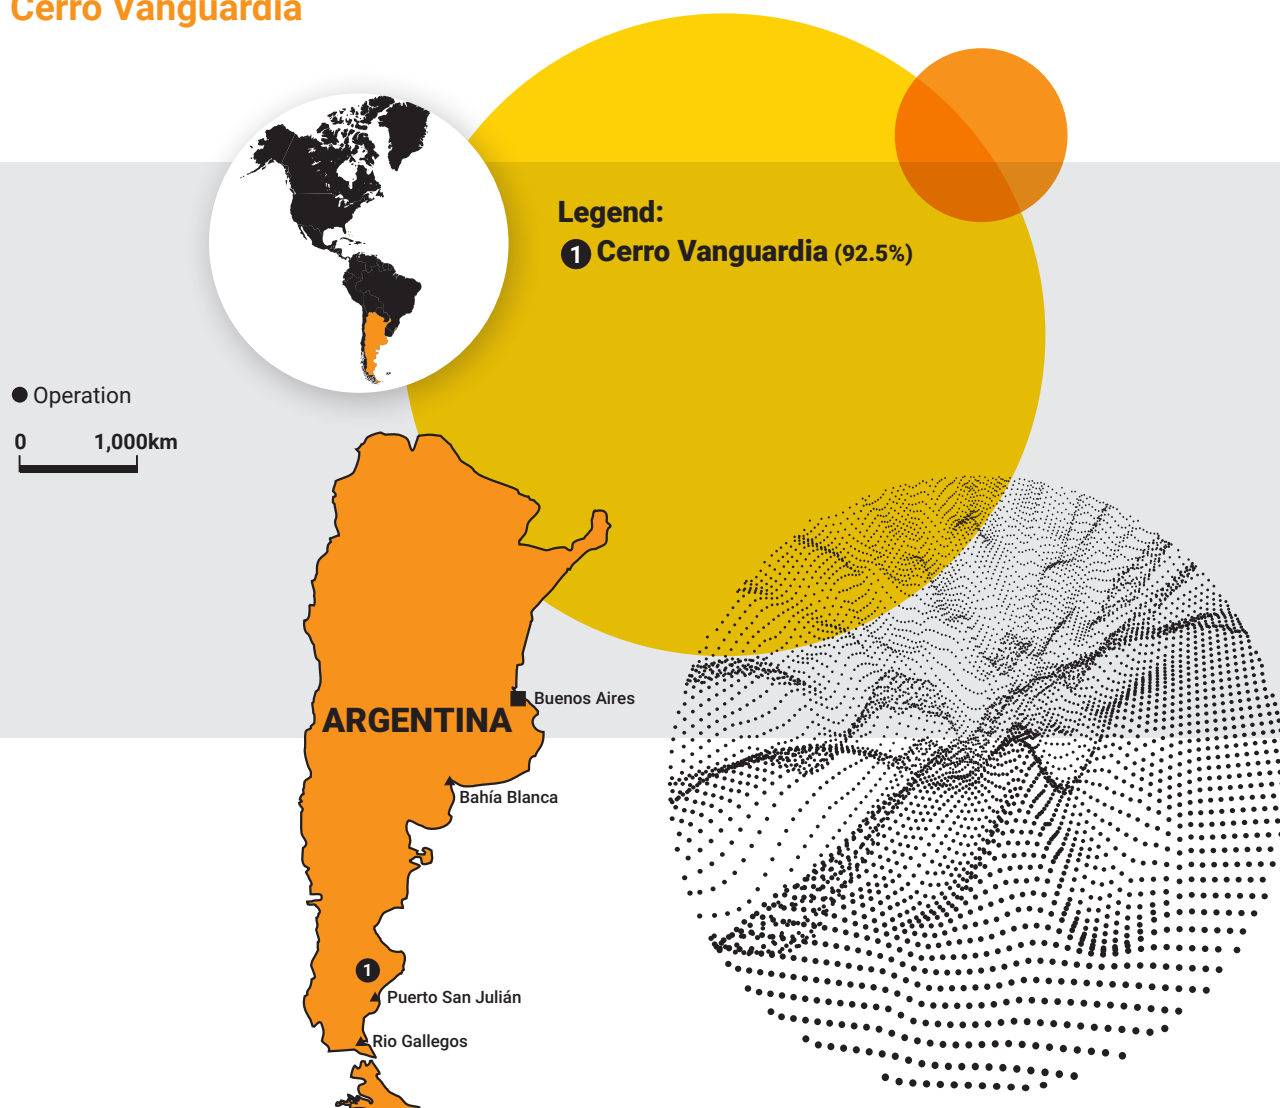 Cerro Vanguardia
Legend:
1 Cerro Vanguardia (92.5%)
Operation
0 1,000km
Buenos Aires
ARGENTINA
Bahía Blanca
1
Puerto San Julián
Rio Gallegos